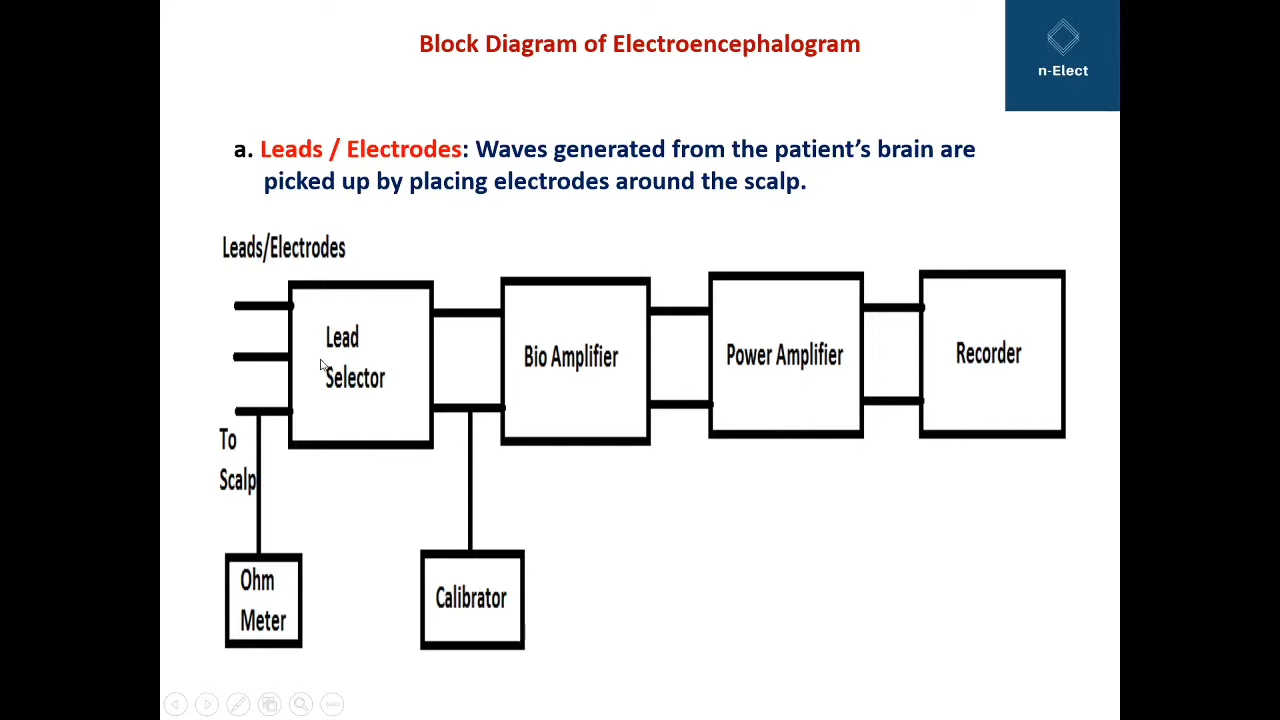 Block Diagram of Electroencephalogram
n-Elect
a. Leads / Electrodes: Waves generated from the patient’s brain are
picked up by placing electrodes around the scalp.
Leads/Electrodes
Lead
Selector
Bio Amplifier
Power Amplifier
Recorder
To
Scalp
Ohm
Meter
Calibrator